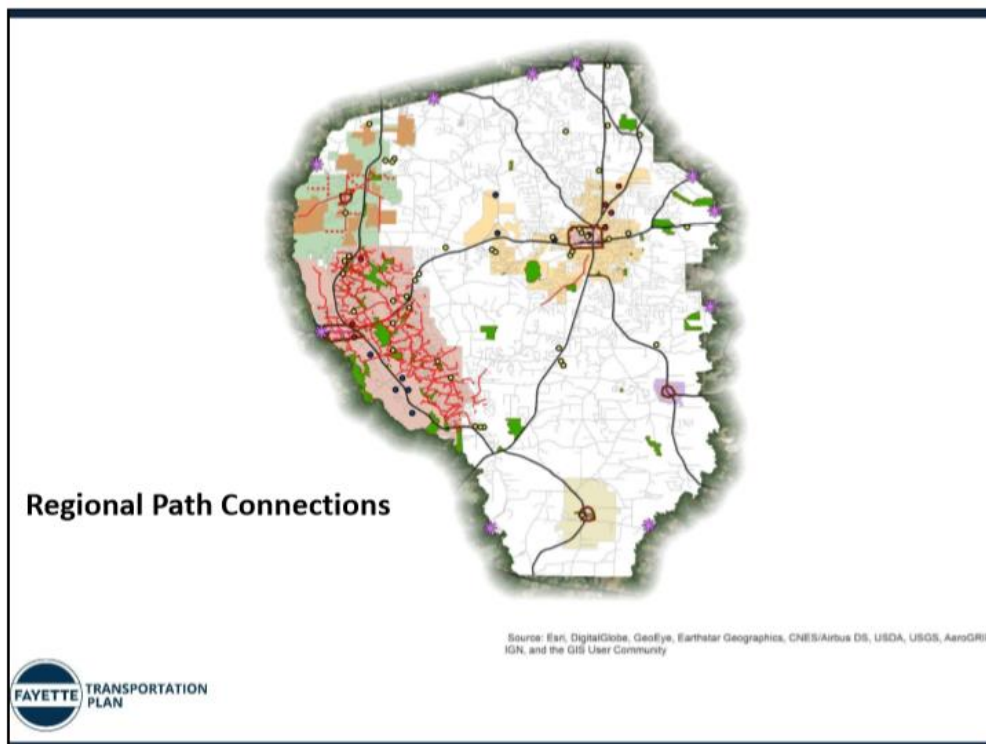 Regional Path Connections
Source: Esri, DigitalGlobe, GeoEye, Earthstar Geographics, CNES/Airbus DS, USDA, USGS, AeroGRI
IGN, and the GIS User Community
FAYETTE
TRANSPORTATION
PLAN